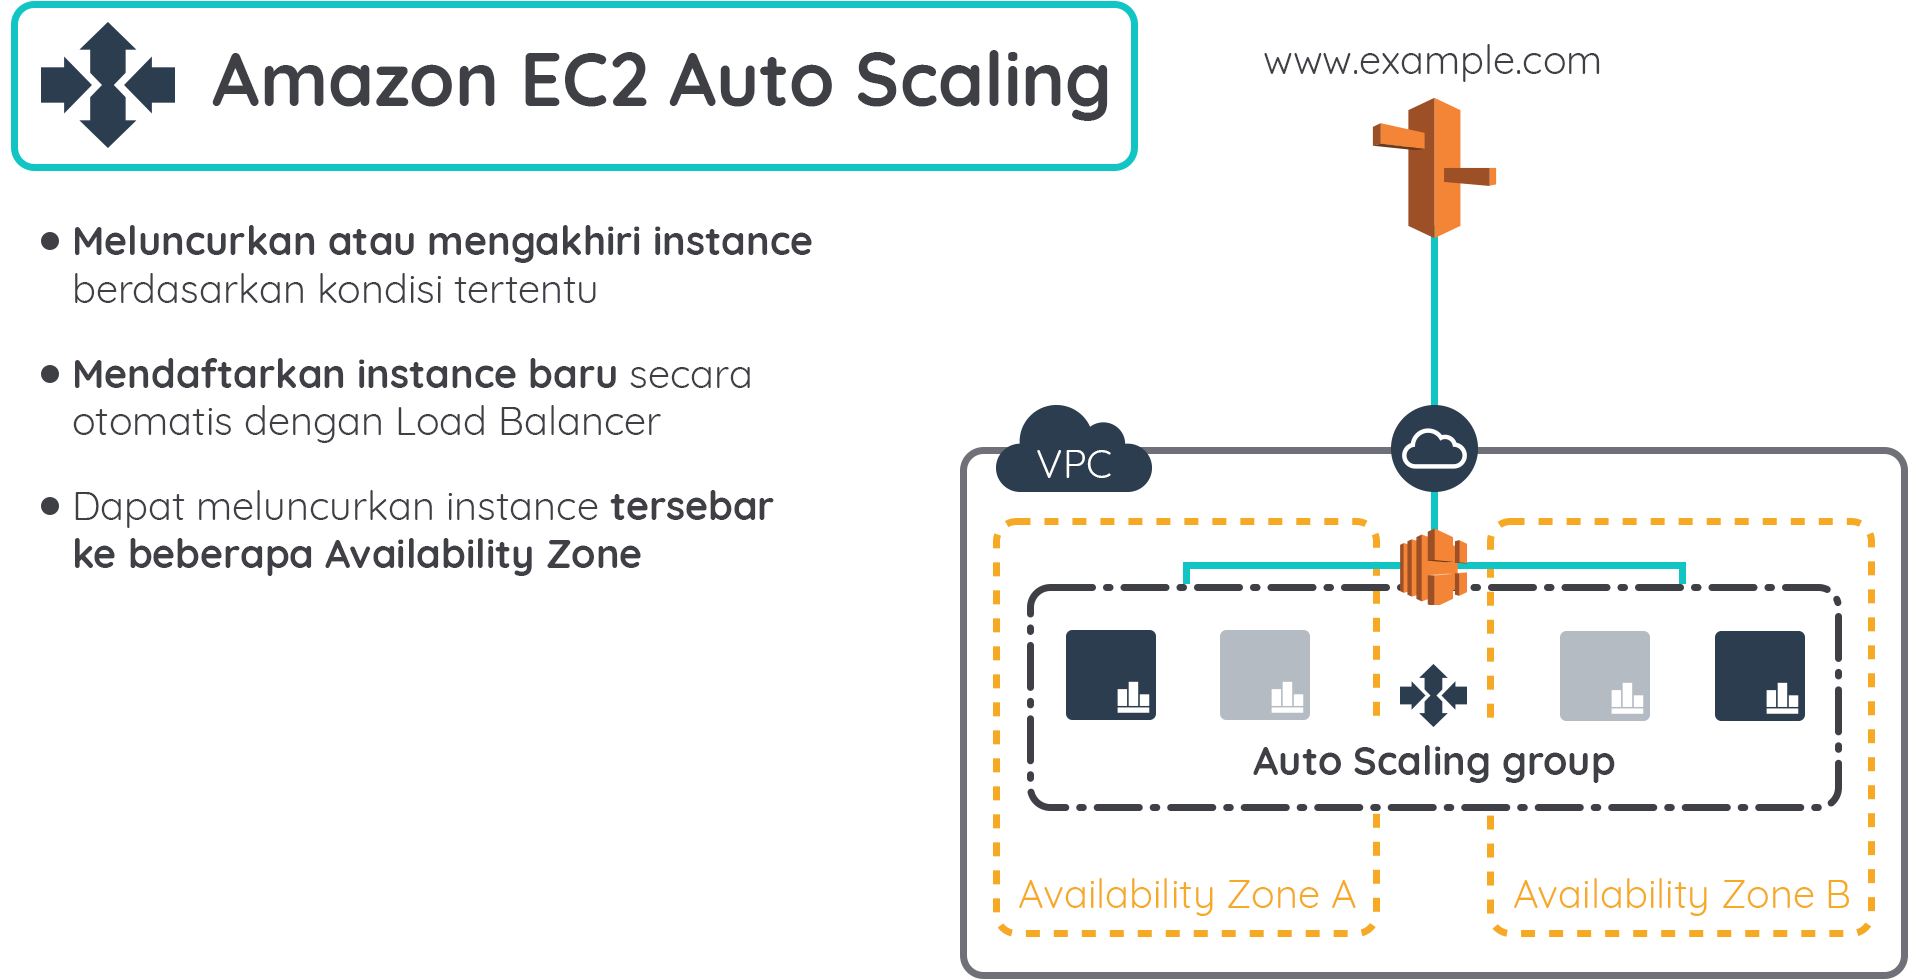 Amazon EC2 Auto Scaling
Meluncurkan atau mengakhiri instance
berdasarkan kondisi tertentu
Mendaftarkan instance baru secara
otomatis dengan Load Balancer
Dapat meluncurkan instance tersebar
ke beberapa Availability Zone
www.example.com
VPC
Auto Scaling group
Availability Zone A
Availability Zone B